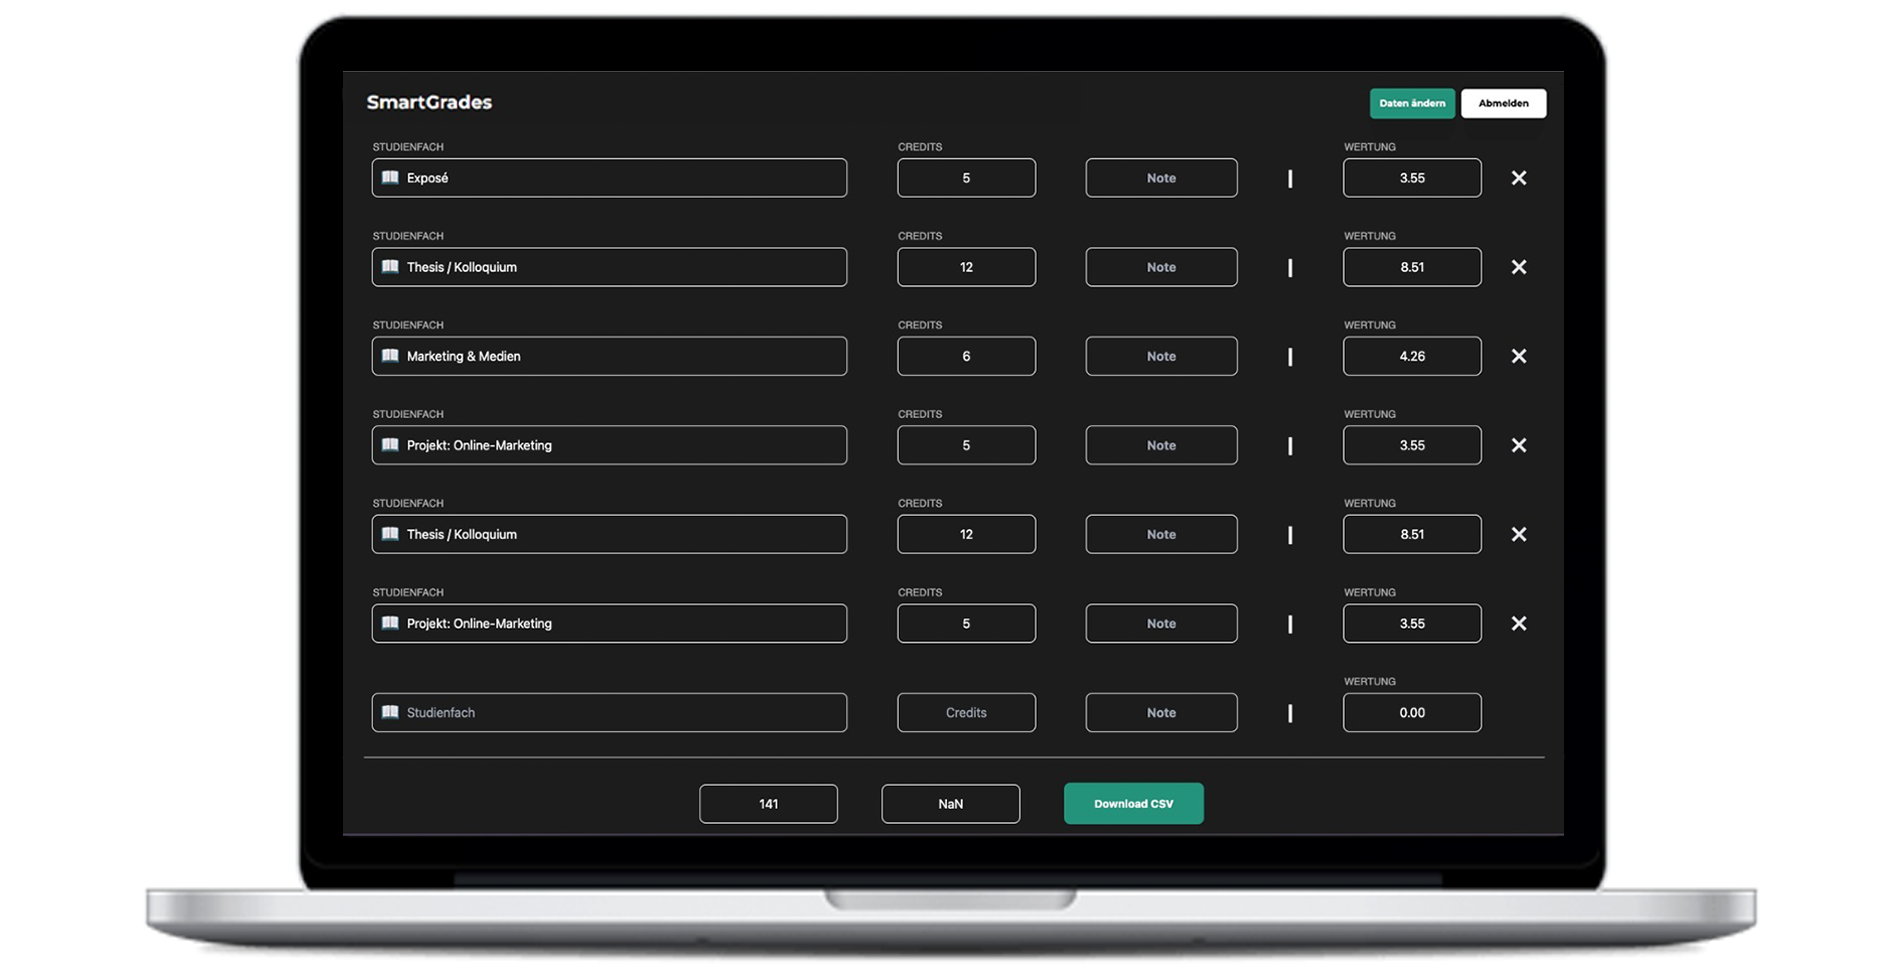 SmartGrades Daten ändern Abmelden
STUDIENFACH CREDITS WERTUNG
Exposé 5 Note | 3.55 ✕
STUDIENFACH CREDITS WERTUNG
Thesis / Kolloquium 12 Note | 8.51 ✕
STUDIENFACH CREDITS WERTUNG
Marketing & Medien 6 Note | 4.26 ✕
STUDIENFACH CREDITS WERTUNG
Projekt: Online-Marketing 5 Note | 3.55 ✕
STUDIENFACH CREDITS WERTUNG
Thesis / Kolloquium 12 Note | 8.51 ✕
STUDIENFACH CREDITS WERTUNG
Projekt: Online-Marketing 5 Note | 3.55 ✕
WERTUNG
Studienfach Credits Note | 0.00
141 NaN Download CSV